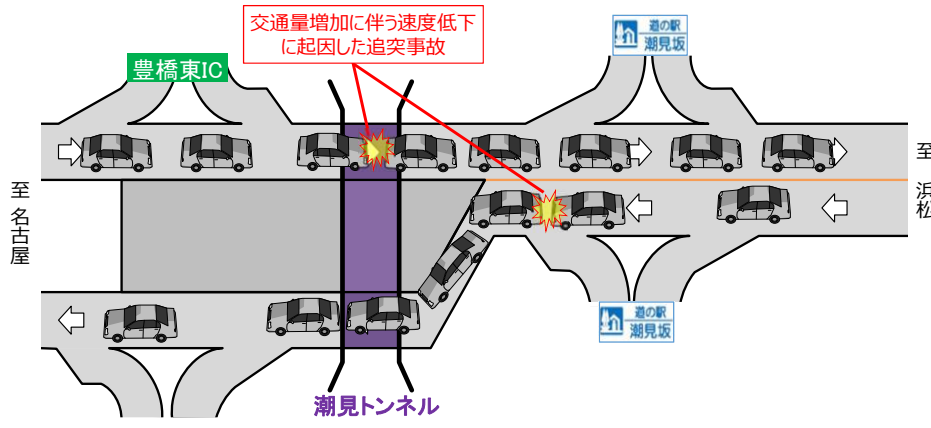 交通量増加に伴う速度低下
に起因した追突事故
道の駅
潮見坂
豊橋東IC
至 名古屋
至 浜松
道の駅
潮見坂
潮見トンネル